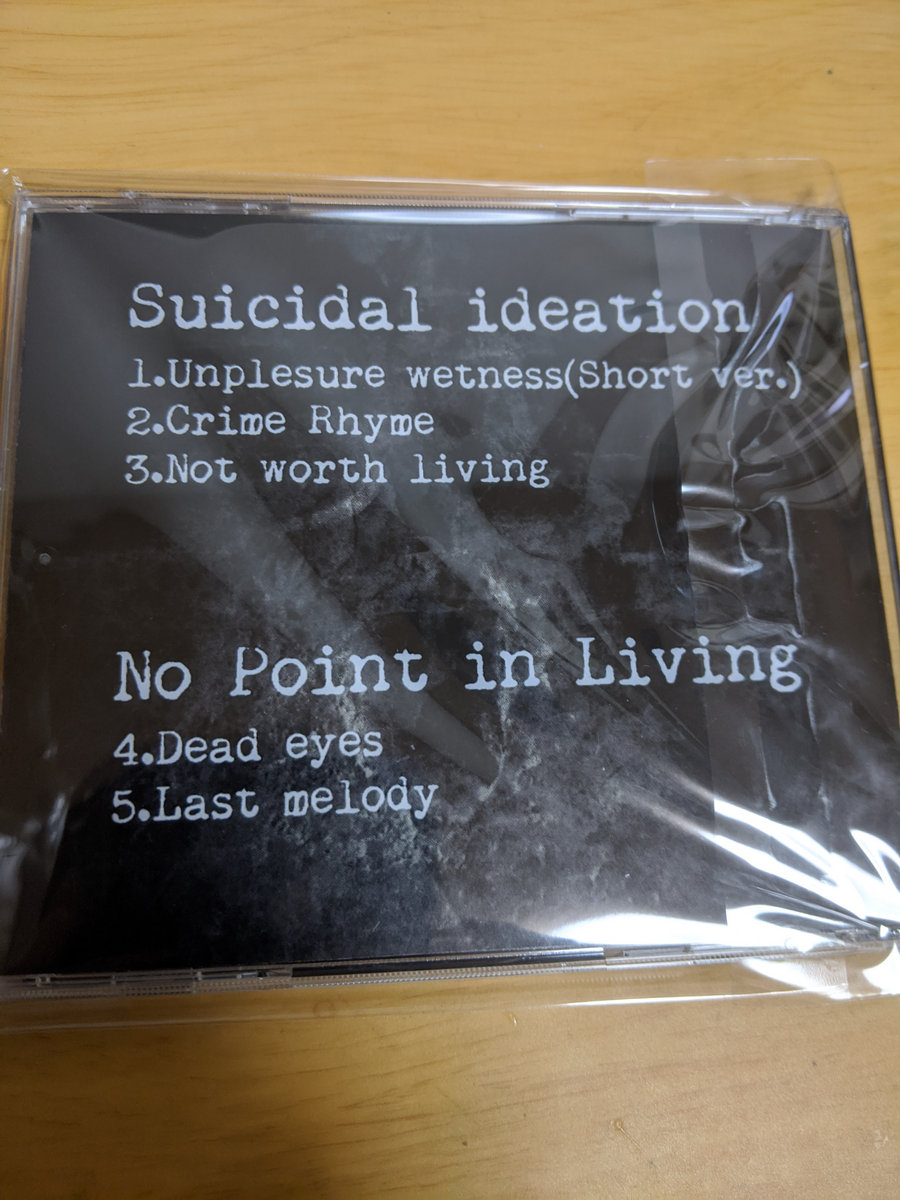 Suicidal ideation
1.Unplesure wetness(Short ver.)
2.Crime Rhyme
3.Not worth living
No Point in Living
4.Dead eyes
5.Last melody